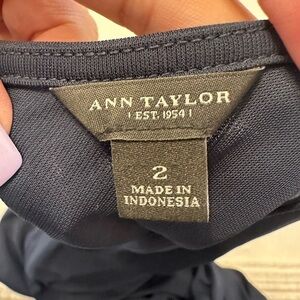 ANN TAYLOR
| EST. 1954 |
2
MADE IN
INDONESIA